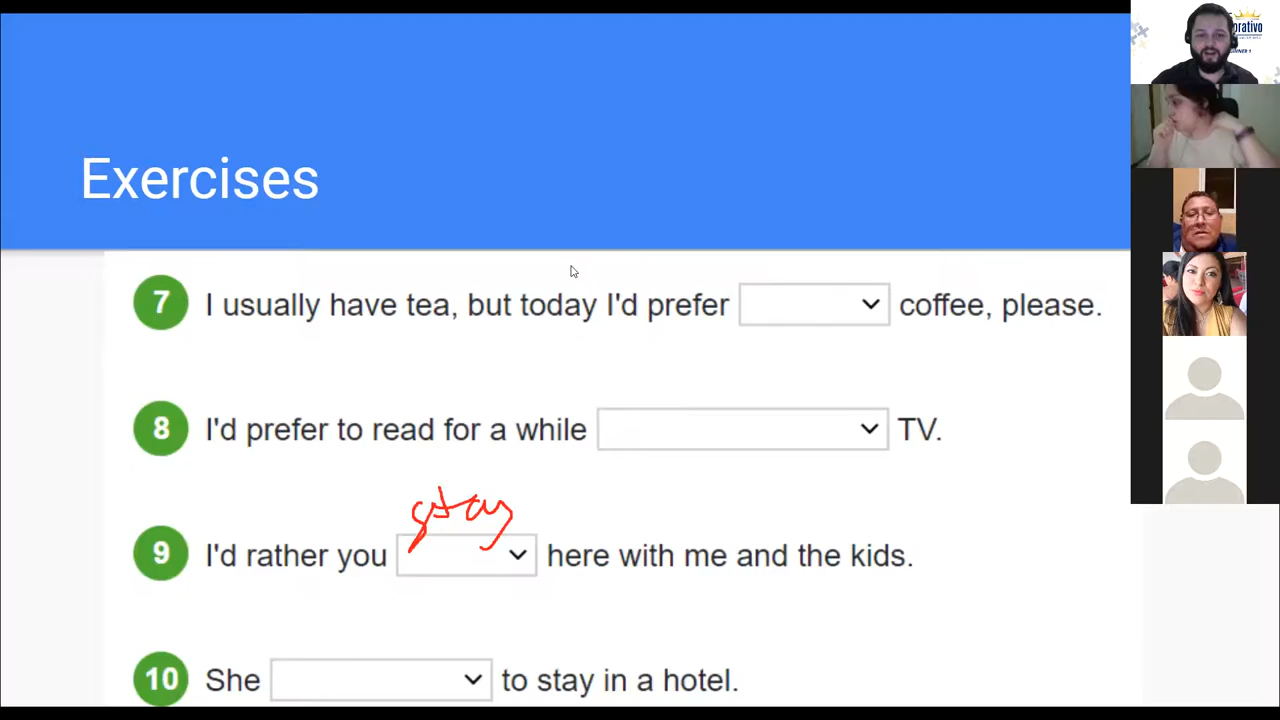 Exercises
7 I usually have tea, but today I'd prefer coffee, please.
8 I'd prefer to read for a while TV.
stay
9 I'd rather you here with me and the kids.
10 She to stay in a hotel.